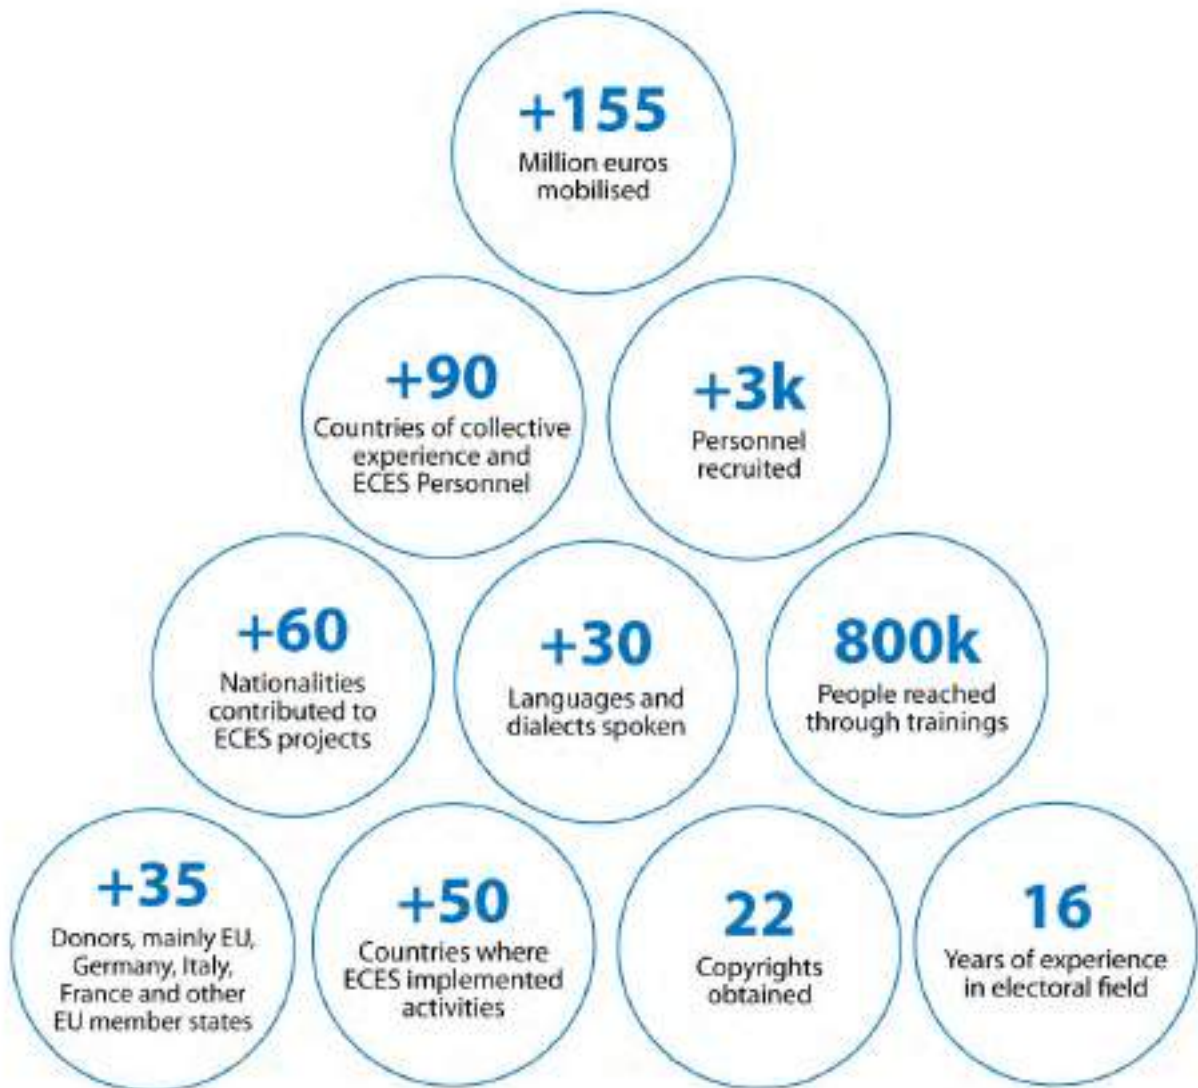 +155
Million euros
mobilised
+90
Countries of collective
experience and
ECES Personnel
+3k
Personnel
recruited
+60
Nationalities
contributed to
ECES projects
+30
Languages and
dialects spoken
800k
People reached
through trainings
+35
Donors, mainly EU,
Germany, Italy,
France and other
EU member states
+50
Countries where
ECES implemented
activities
22
Copyrights
obtained
16
Years of experience
in electoral field